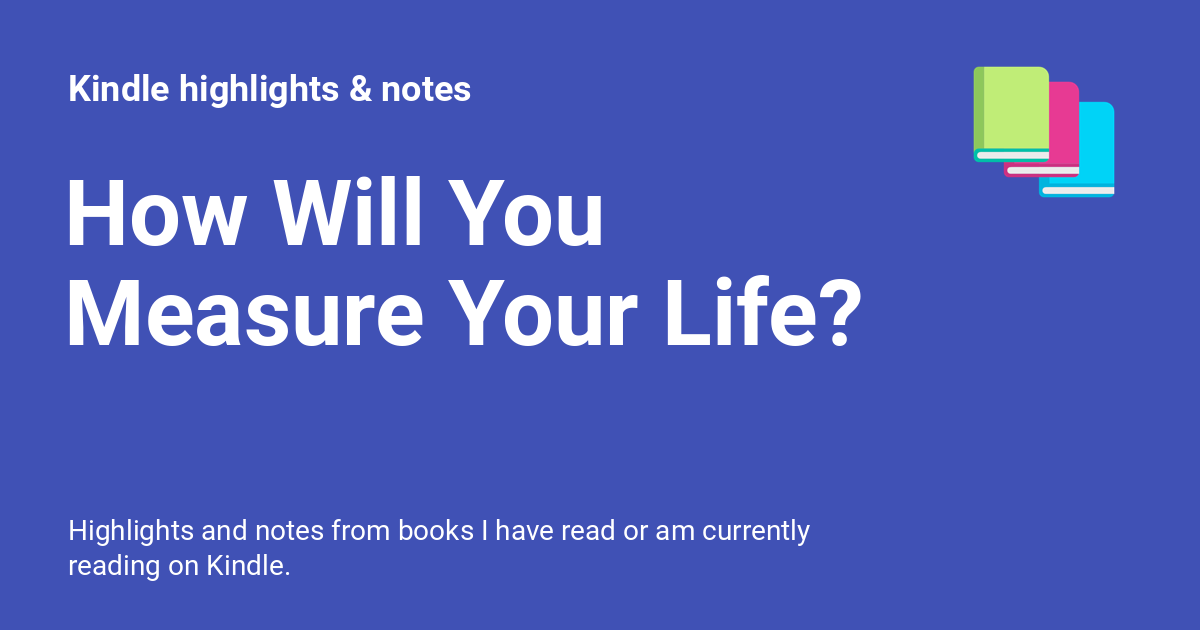 Kindle highlights & notes
How Will You
Measure Your Life?
Highlights and notes from books I have read or am currently
reading on Kindle.